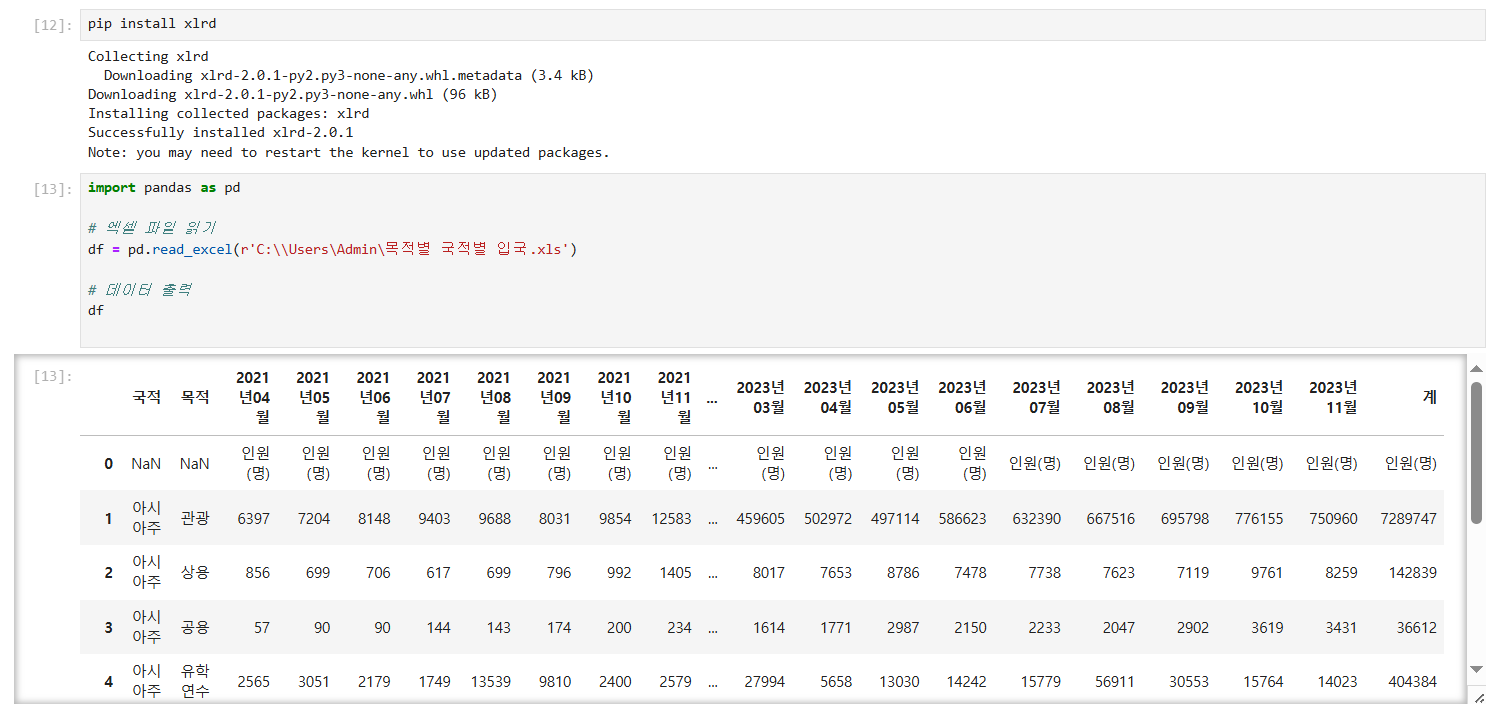 [12]: pip install xlrd
Collecting xlrd
  Downloading xlrd-2.0.1-py2.py3-none-any.whl.metadata (3.4 kB)
Downloading xlrd-2.0.1-py2.py3-none-any.whl (96 kB)
Installing collected packages: xlrd
Successfully installed xlrd-2.0.1
Note: you may need to restart the kernel to use updated packages.
[13]: import pandas as pd
# 엑셀 파일 읽기
df = pd.read_excel(r'C:\\Users\Admin\목적별 국적별 입국.xls')
# 데이터 출력
df
[13]: 국적 목적 2021년04월 2021년05월 2021년06월 2021년07월 2021년08월 2021년09월 2021년10월 2021년11월 ... 2023년03월 2023년04월 2023년05월 2023년06월 2023년07월 2023년08월 2023년09월 2023년10월 2023년11월 계
0 NaN NaN 인원(명) 인원(명) 인원(명) 인원(명) 인원(명) 인원(명) 인원(명) 인원(명) ... 인원(명) 인원(명) 인원(명) 인원(명) 인원(명) 인원(명) 인원(명) 인원(명) 인원(명) 인원(명)
1 아시아주 관광 6397 7204 8148 9403 9688 8031 9854 12583 ... 459605 502972 497114 586623 632390 667516 695798 776155 750960 7289747
2 아시아주 상용 856 699 706 617 699 796 992 1405 ... 8017 7653 8786 7478 7738 7623 7119 9761 8259 142839
3 아시아주 공용 57 90 90 144 143 174 200 234 ... 1614 1771 2987 2150 2233 2047 2902 3619 3431 36612
4 아시아주 유학연수 2565 3051 2179 1749 13539 9810 2400 2579 ... 27994 5658 13030 14242 15779 56911 30553 15764 14023 404384